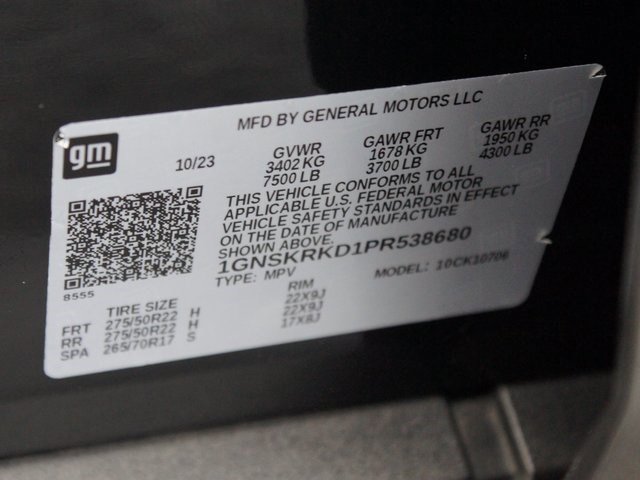 MFD BY GENERAL MOTORS LLC
gm
10/23
GVWR
3402 KG
7500 LB
GAWR FRT
1678 KG
3700 LB
GAWR RR
1950 KG
4300 LB
THIS VEHICLE CONFORMS TO ALL
APPLICABLE U.S. FEDERAL MOTOR
VEHICLE SAFETY STANDARDS IN EFFECT
ON THE DATE OF MANUFACTURE
SHOWN ABOVE.
1GNSKRKD1PR538680
TYPE: MPV
MODEL: 10CK10706
8555
TIRE SIZE
RIM
FRT 275/50R22 H 22X9J
RR 275/50R22 H 22X9J
SPA 265/70R17 S 17X8J